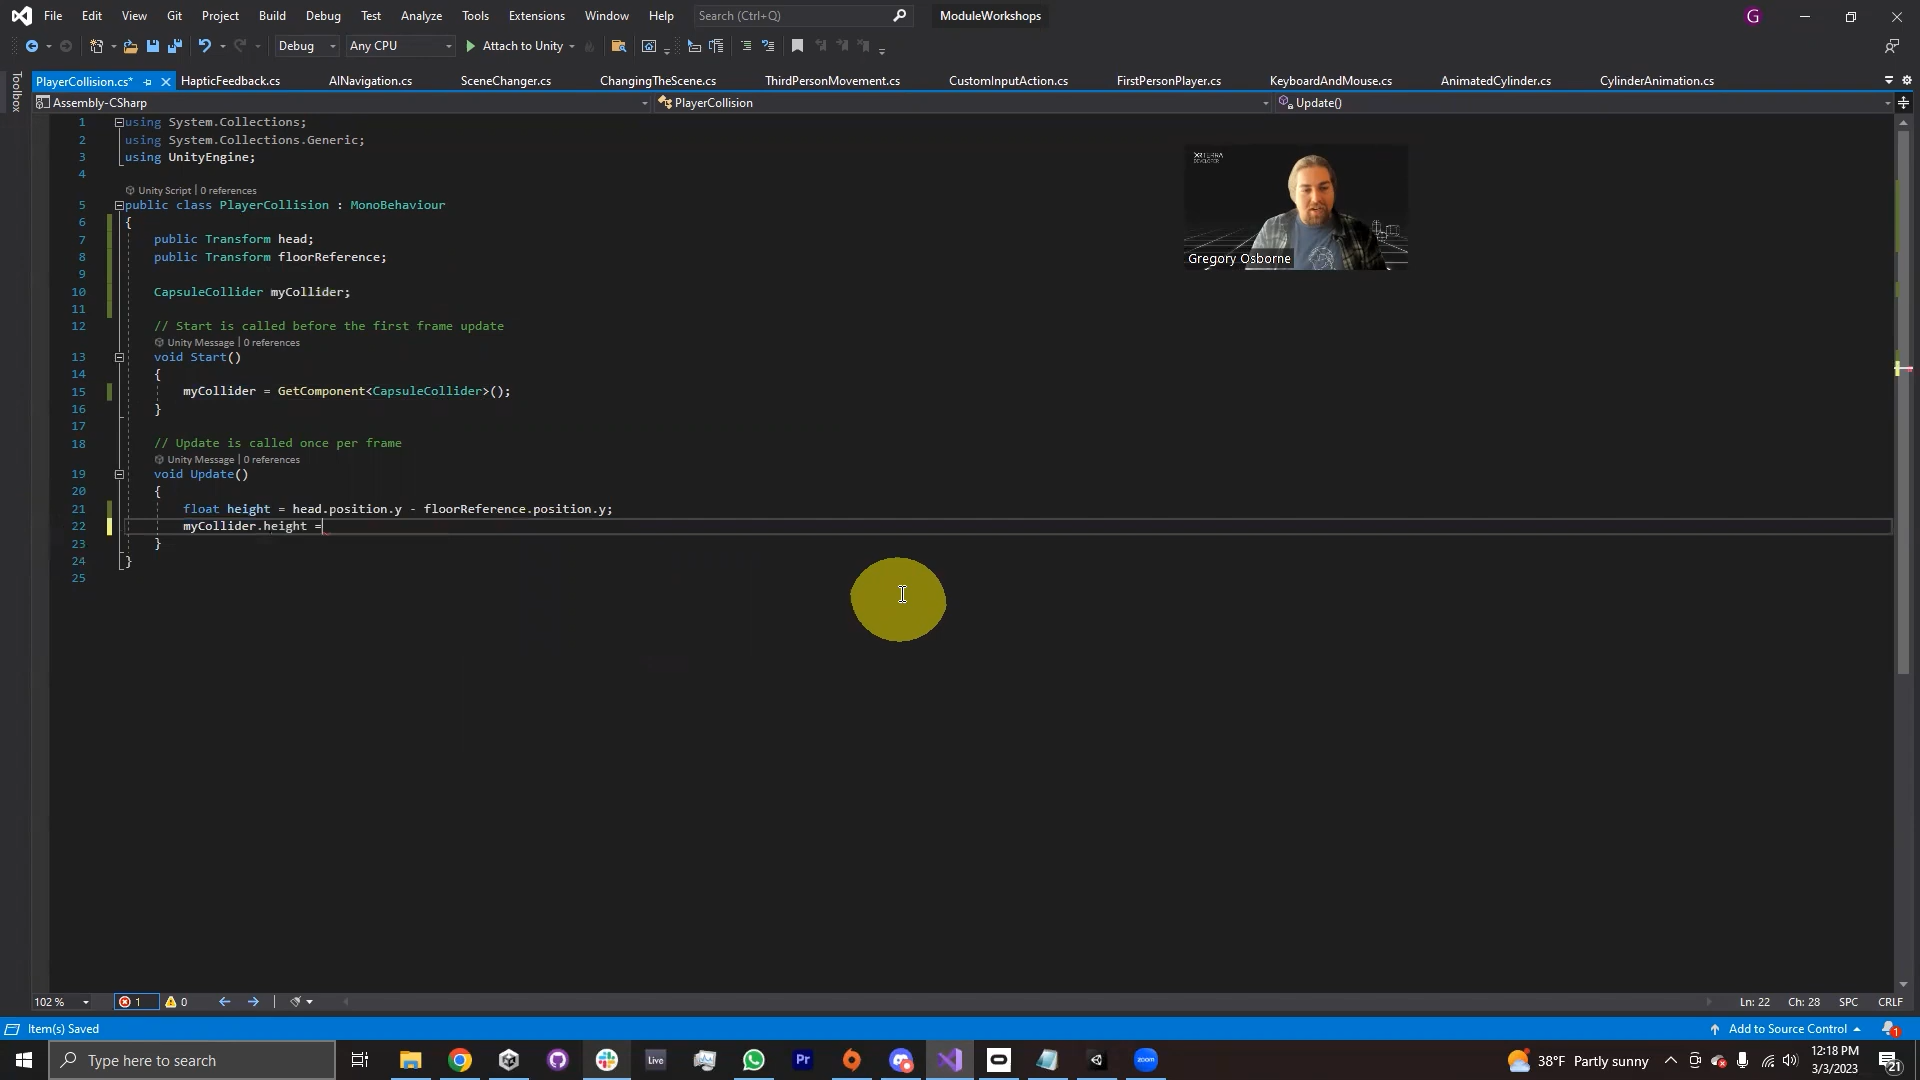 File Edit View Git Project Build Debug Test Analyze Tools Extensions Window Help Search (Ctrl+Q) ModuleWorkshops G
Debug Any CPU Attach to Unity
PlayerCollision.cs* HapticFeedback.cs AINavigation.cs SceneChanger.cs ChangingTheScene.cs ThirdPersonMovement.cs CustomInputAction.cs FirstPersonPlayer.cs KeyboardAndMouse.cs AnimatedCylinder.cs CylinderAnimation.cs
Toolbox
Assembly-CSharp PlayerCollision Update()
1 using System.Collections;
2 using System.Collections.Generic;
3 using UnityEngine;
4
Unity Script | 0 references
5 public class PlayerCollision : MonoBehaviour
6 {
7 public Transform head;
8 public Transform floorReference;
9
10 CapsuleCollider myCollider;
11
12 // Start is called before the first frame update
Unity Message | 0 references
13 void Start()
14 {
15 myCollider = GetComponent<CapsuleCollider>();
16 }
17
18 // Update is called once per frame
Unity Message | 0 references
19 void Update()
20 {
21 float height = head.position.y - floorReference.position.y;
22 myCollider.height =
23 }
24 }
25
XRTERRA
DEVELOPER
Gregory Osborne
102 % 1 0 Ln: 22 Ch: 28 SPC CRLF
Item(s) Saved Add to Source Control 1
Type here to search Live Pr zoom 38°F Partly sunny 12:18 PM
3/3/2023 21